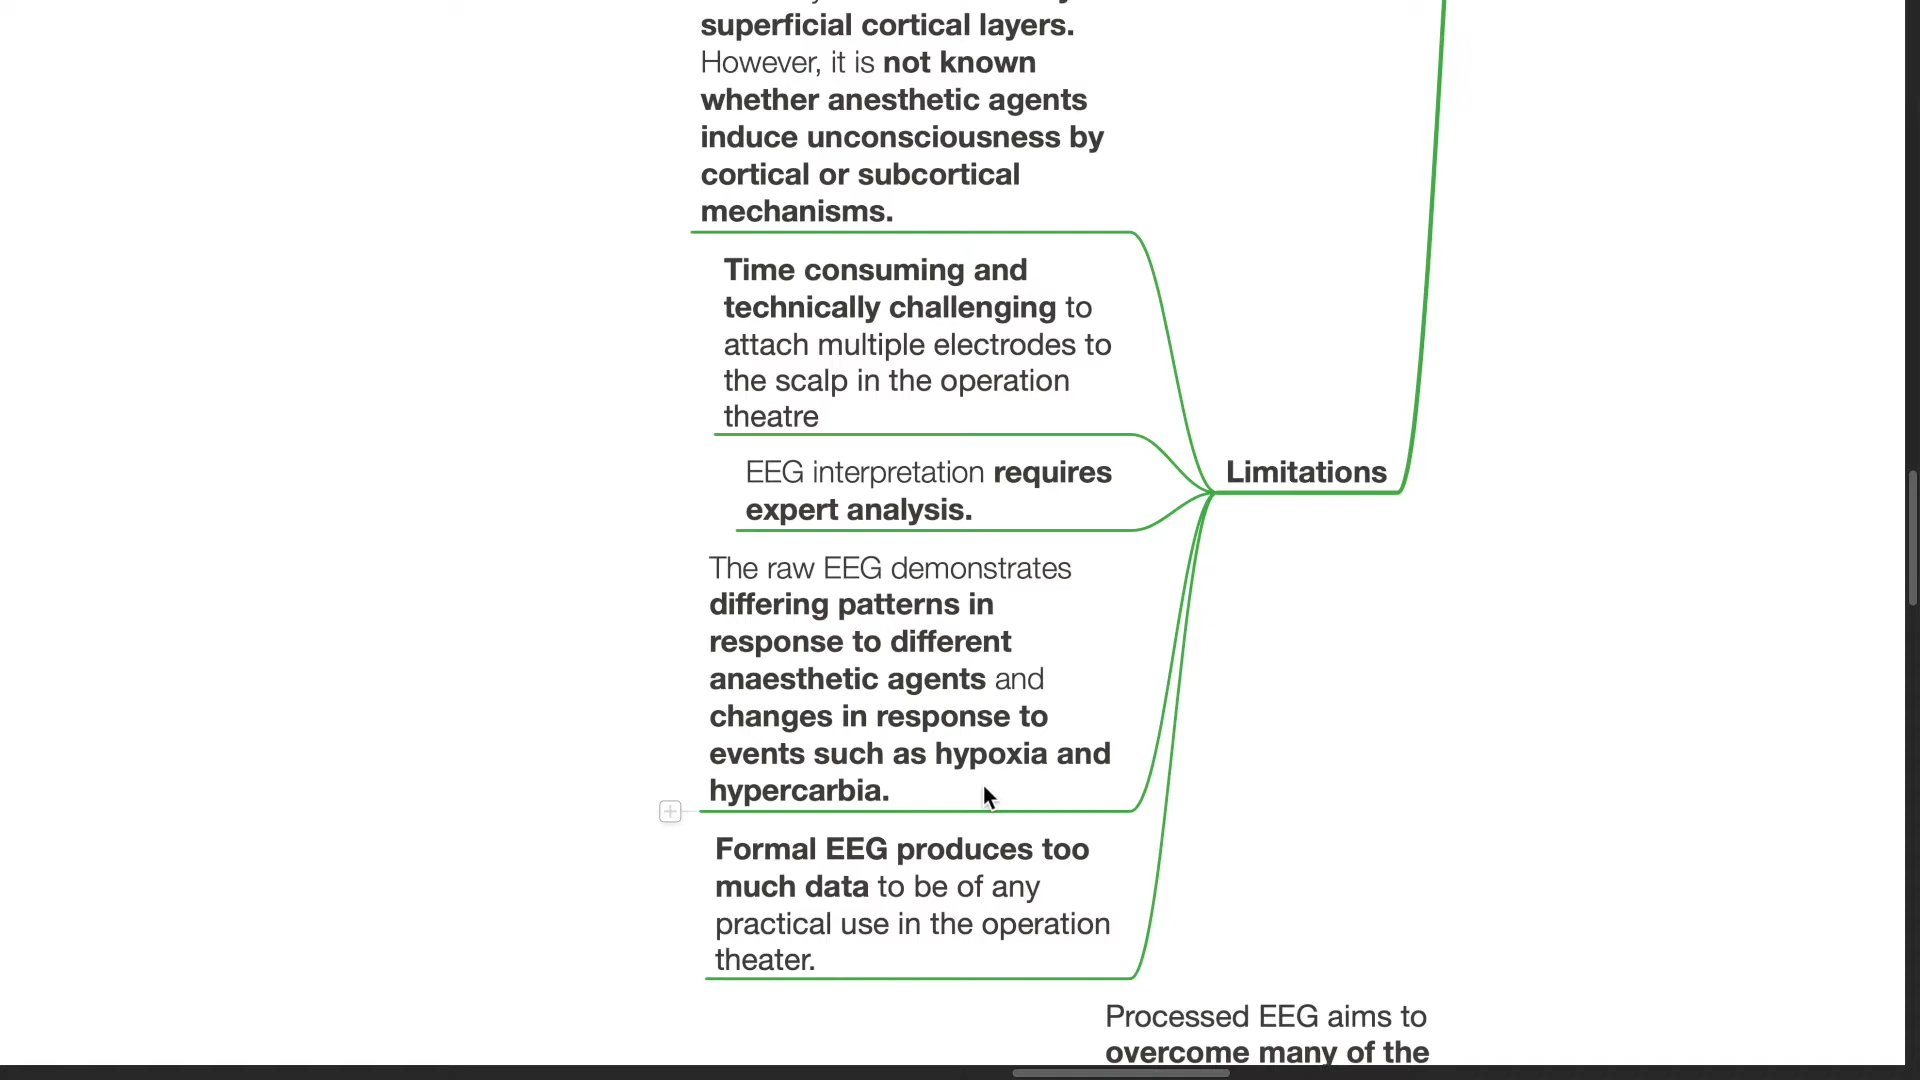 superficial cortical layers.
However, it is not known
whether anesthetic agents
induce unconsciousness by
cortical or subcortical
mechanisms.
Time consuming and
technically challenging to
attach multiple electrodes to
the scalp in the operation
theatre
EEG interpretation requires
expert analysis.
Limitations
The raw EEG demonstrates
differing patterns in
response to different
anaesthetic agents and
changes in response to
events such as hypoxia and
hypercarbia.
Formal EEG produces too
much data to be of any
practical use in the operation
theater.
Processed EEG aims to
overcome many of the